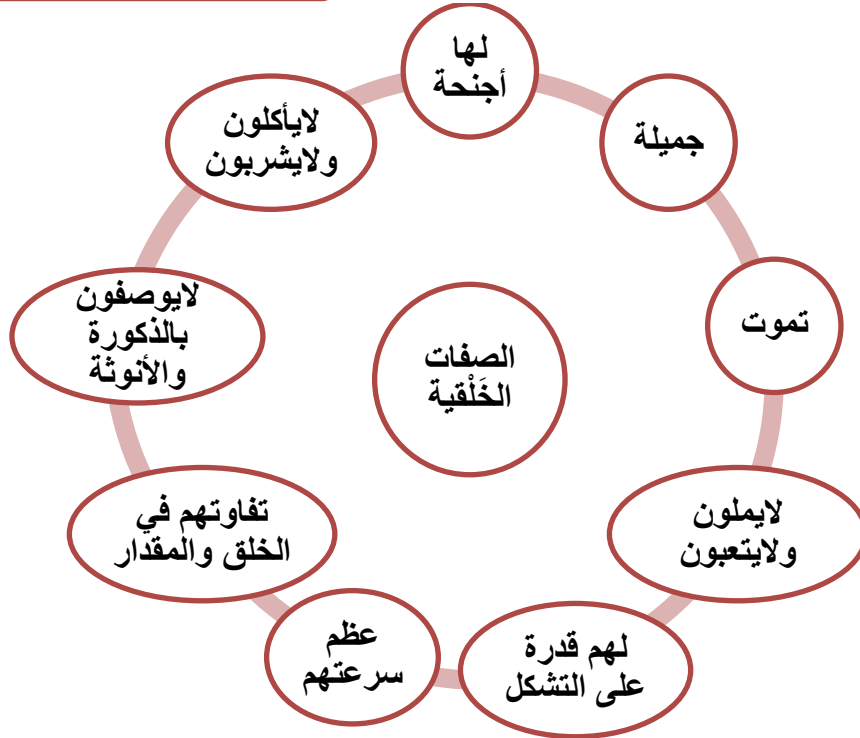 لها
أجنحة
جميلة
تموت
لايملون
ولايتعبون
لهم قدرة
على التشكل
عظم
سرعتهم
تفاوتهم في
الخلق والمقدار
لايوصفون
بالذكورة
والأنوثة
لايأكلون
ولايشربون
الصفات
الخَلْقية